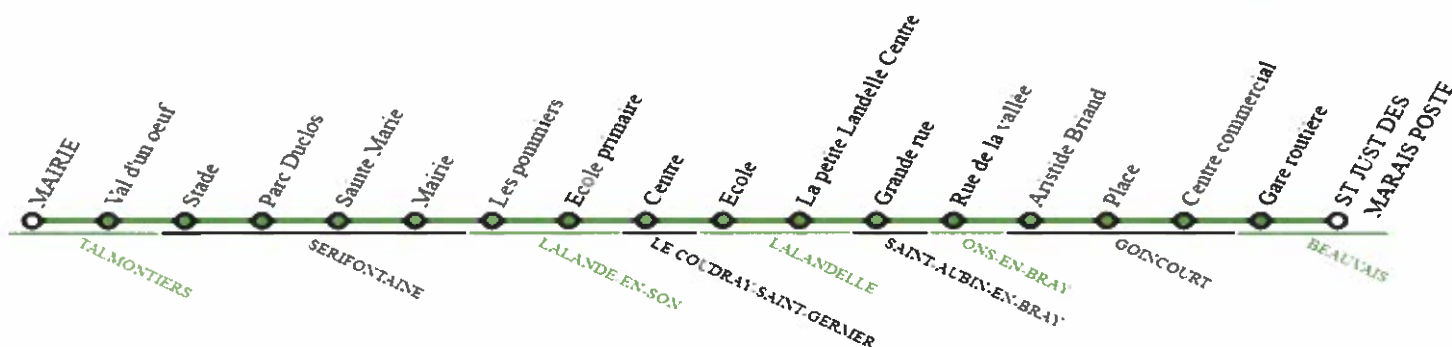 MAIRIE
Val d'un oeuf
Stade
Parc Duclos
Sainte Marie
Mairie
Les pommiers
Ecole primaire
Centre
Ecole
La petite Landelle Centre
Grande rue
Rue de la vallée
Aristide Briand
Place
Centre commercial
Gare routière
ST JUST DES
MARAIS POSTE
TALMONTIERS
SERIFONTAINE
LALANDE-EN-SON
LE COUDRAY-SAINT-GERMER
LALANDELLE
SAINT-AUBIN-EN-BRAY
ONS-EN-BRAY
GOINCOURT
BEAUVAIS